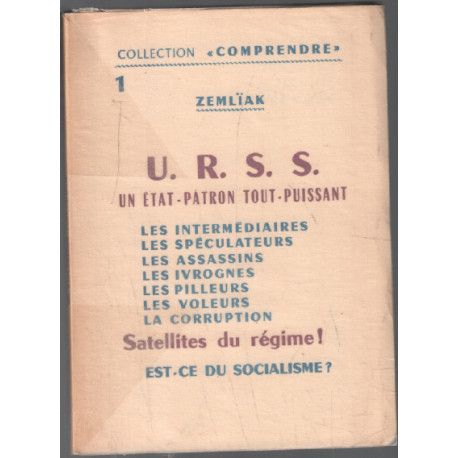 COLLECTION «COMPRENDRE»
1
ZEMLÏAK
U. R. S. S.
UN ETAT-PATRON TOUT-PUISSANT
LES INTERMÉDIAIRES
LES SPÉCULATEURS
LES ASSASSINS
LES IVROGNES
LES PILLEURS
LES VOLEURS
LA CORRUPTION
Satellites du régime!
EST-CE DU SOCIALISME?